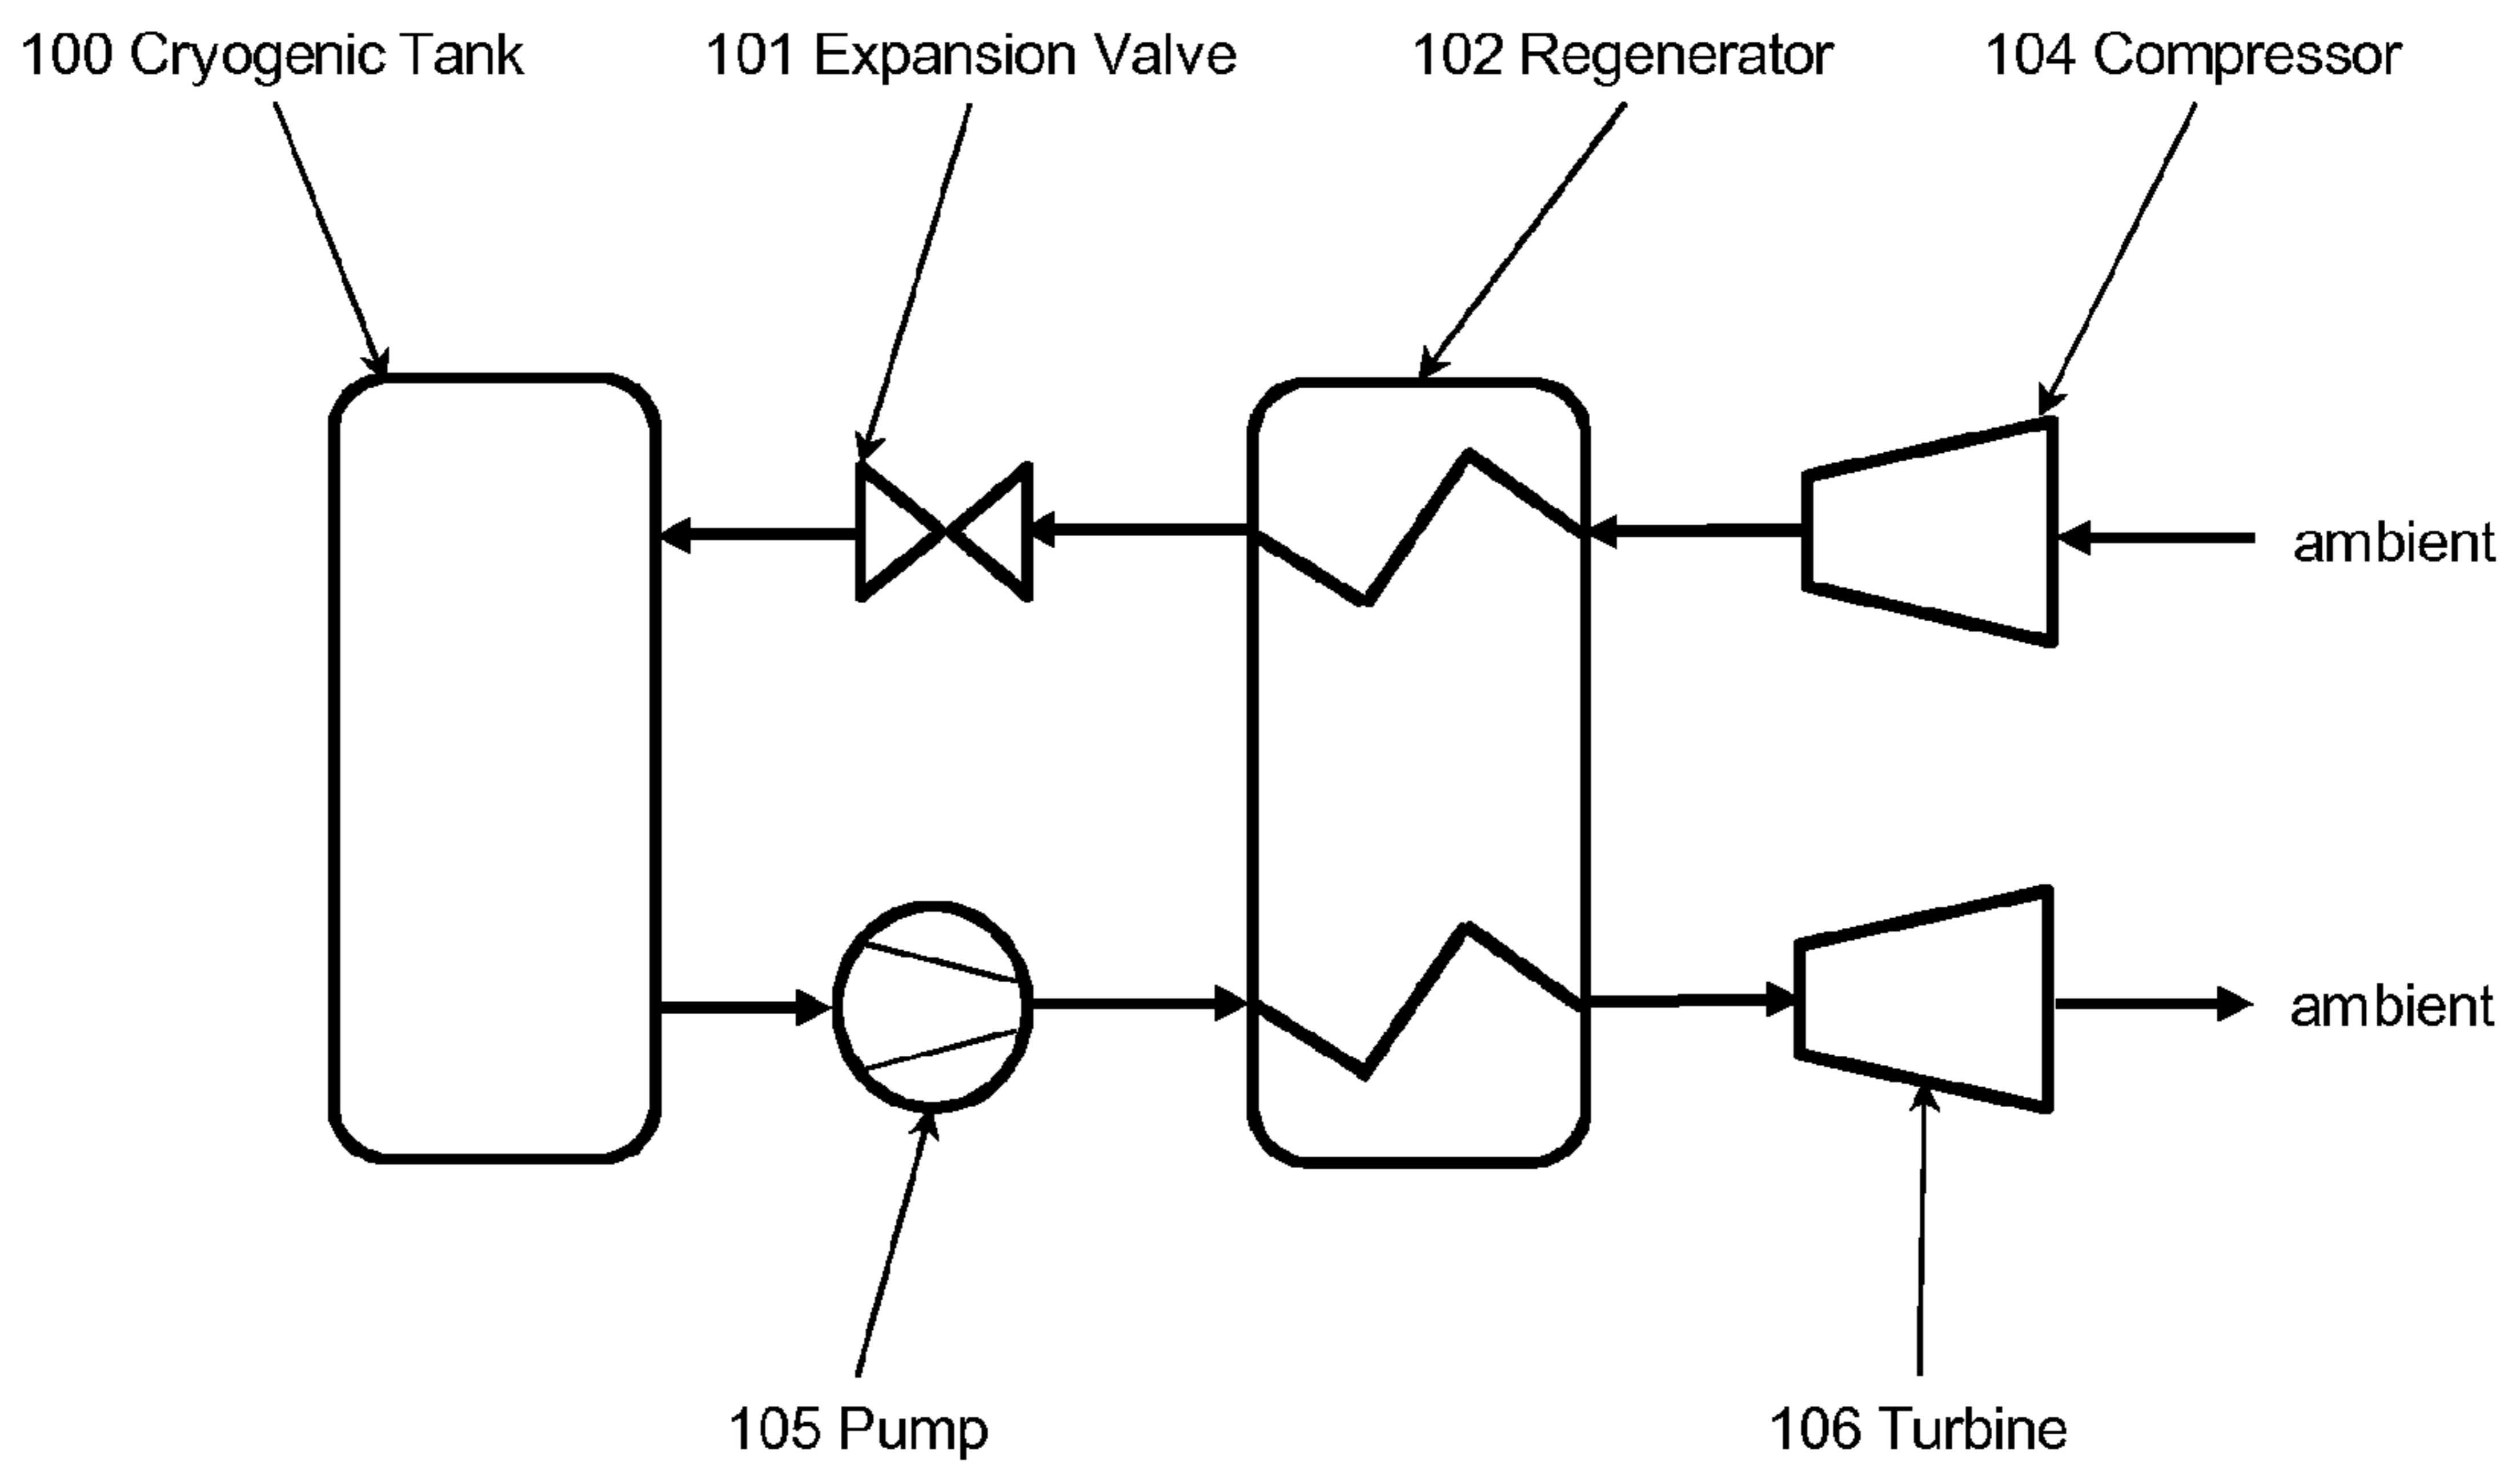 100 Cryogenic Tank
101 Expansion Valve
102 Regenerator
104 Compressor
ambient
ambient
105 Pump
106 Turbine